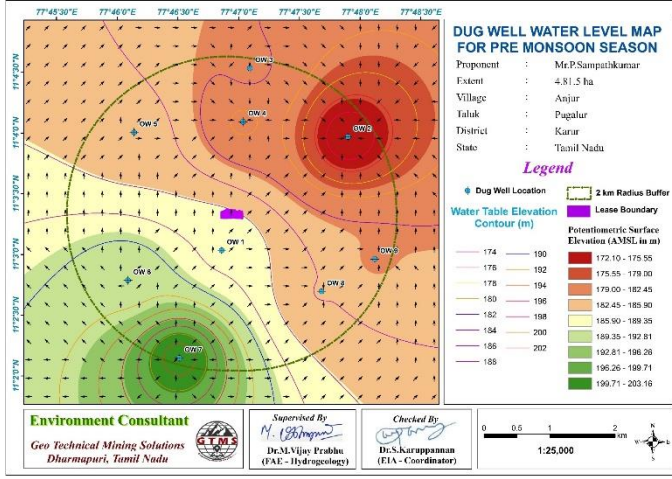 77°45'30"E 77°46'0"E 77°46'30"E 77°47'0"E 77°47'30"E 77°48'0"E 77°48'30"E
DUG WELL WATER LEVEL MAP
FOR PRE MONSOON SEASON
Proponent : Mr.P.Sampathkumar
Extent : 4.81.5 ha
Village : Anjur
Taluk : Pugalur
District : Karur
State : Tamil Nadu
Legend
Dug Well Location
2 km Radius Buffer
Lease Boundary
Water Table Elevation
Contour (m)
174
176
178
180
182
184
186
188
190
192
194
196
198
200
202
Potentiometric Surface
Elevation (AMSL in m)
172.10 - 175.55
175.55 - 179.00
179.00 - 182.45
182.45 - 185.90
185.90 - 189.35
189.35 - 192.81
192.81 - 196.26
196.26 - 199.71
199.71 - 203.16
OW 3
OW 4
OW 5
OW 2
OW 1
OW 9
OW 6
OW 8
OW 7
Environment Consultant
Geo Technical Mining Solutions
Dharmapuri, Tamil Nadu
GTMS
Supervised By
Dr.M.Vijay Prabhu
(FAE - Hydrogeology)
Checked By
Dr.S.Karuppannan
(EIA - Coordinator)
0 0.5 1 2
km
1:25,000
N
W E
S